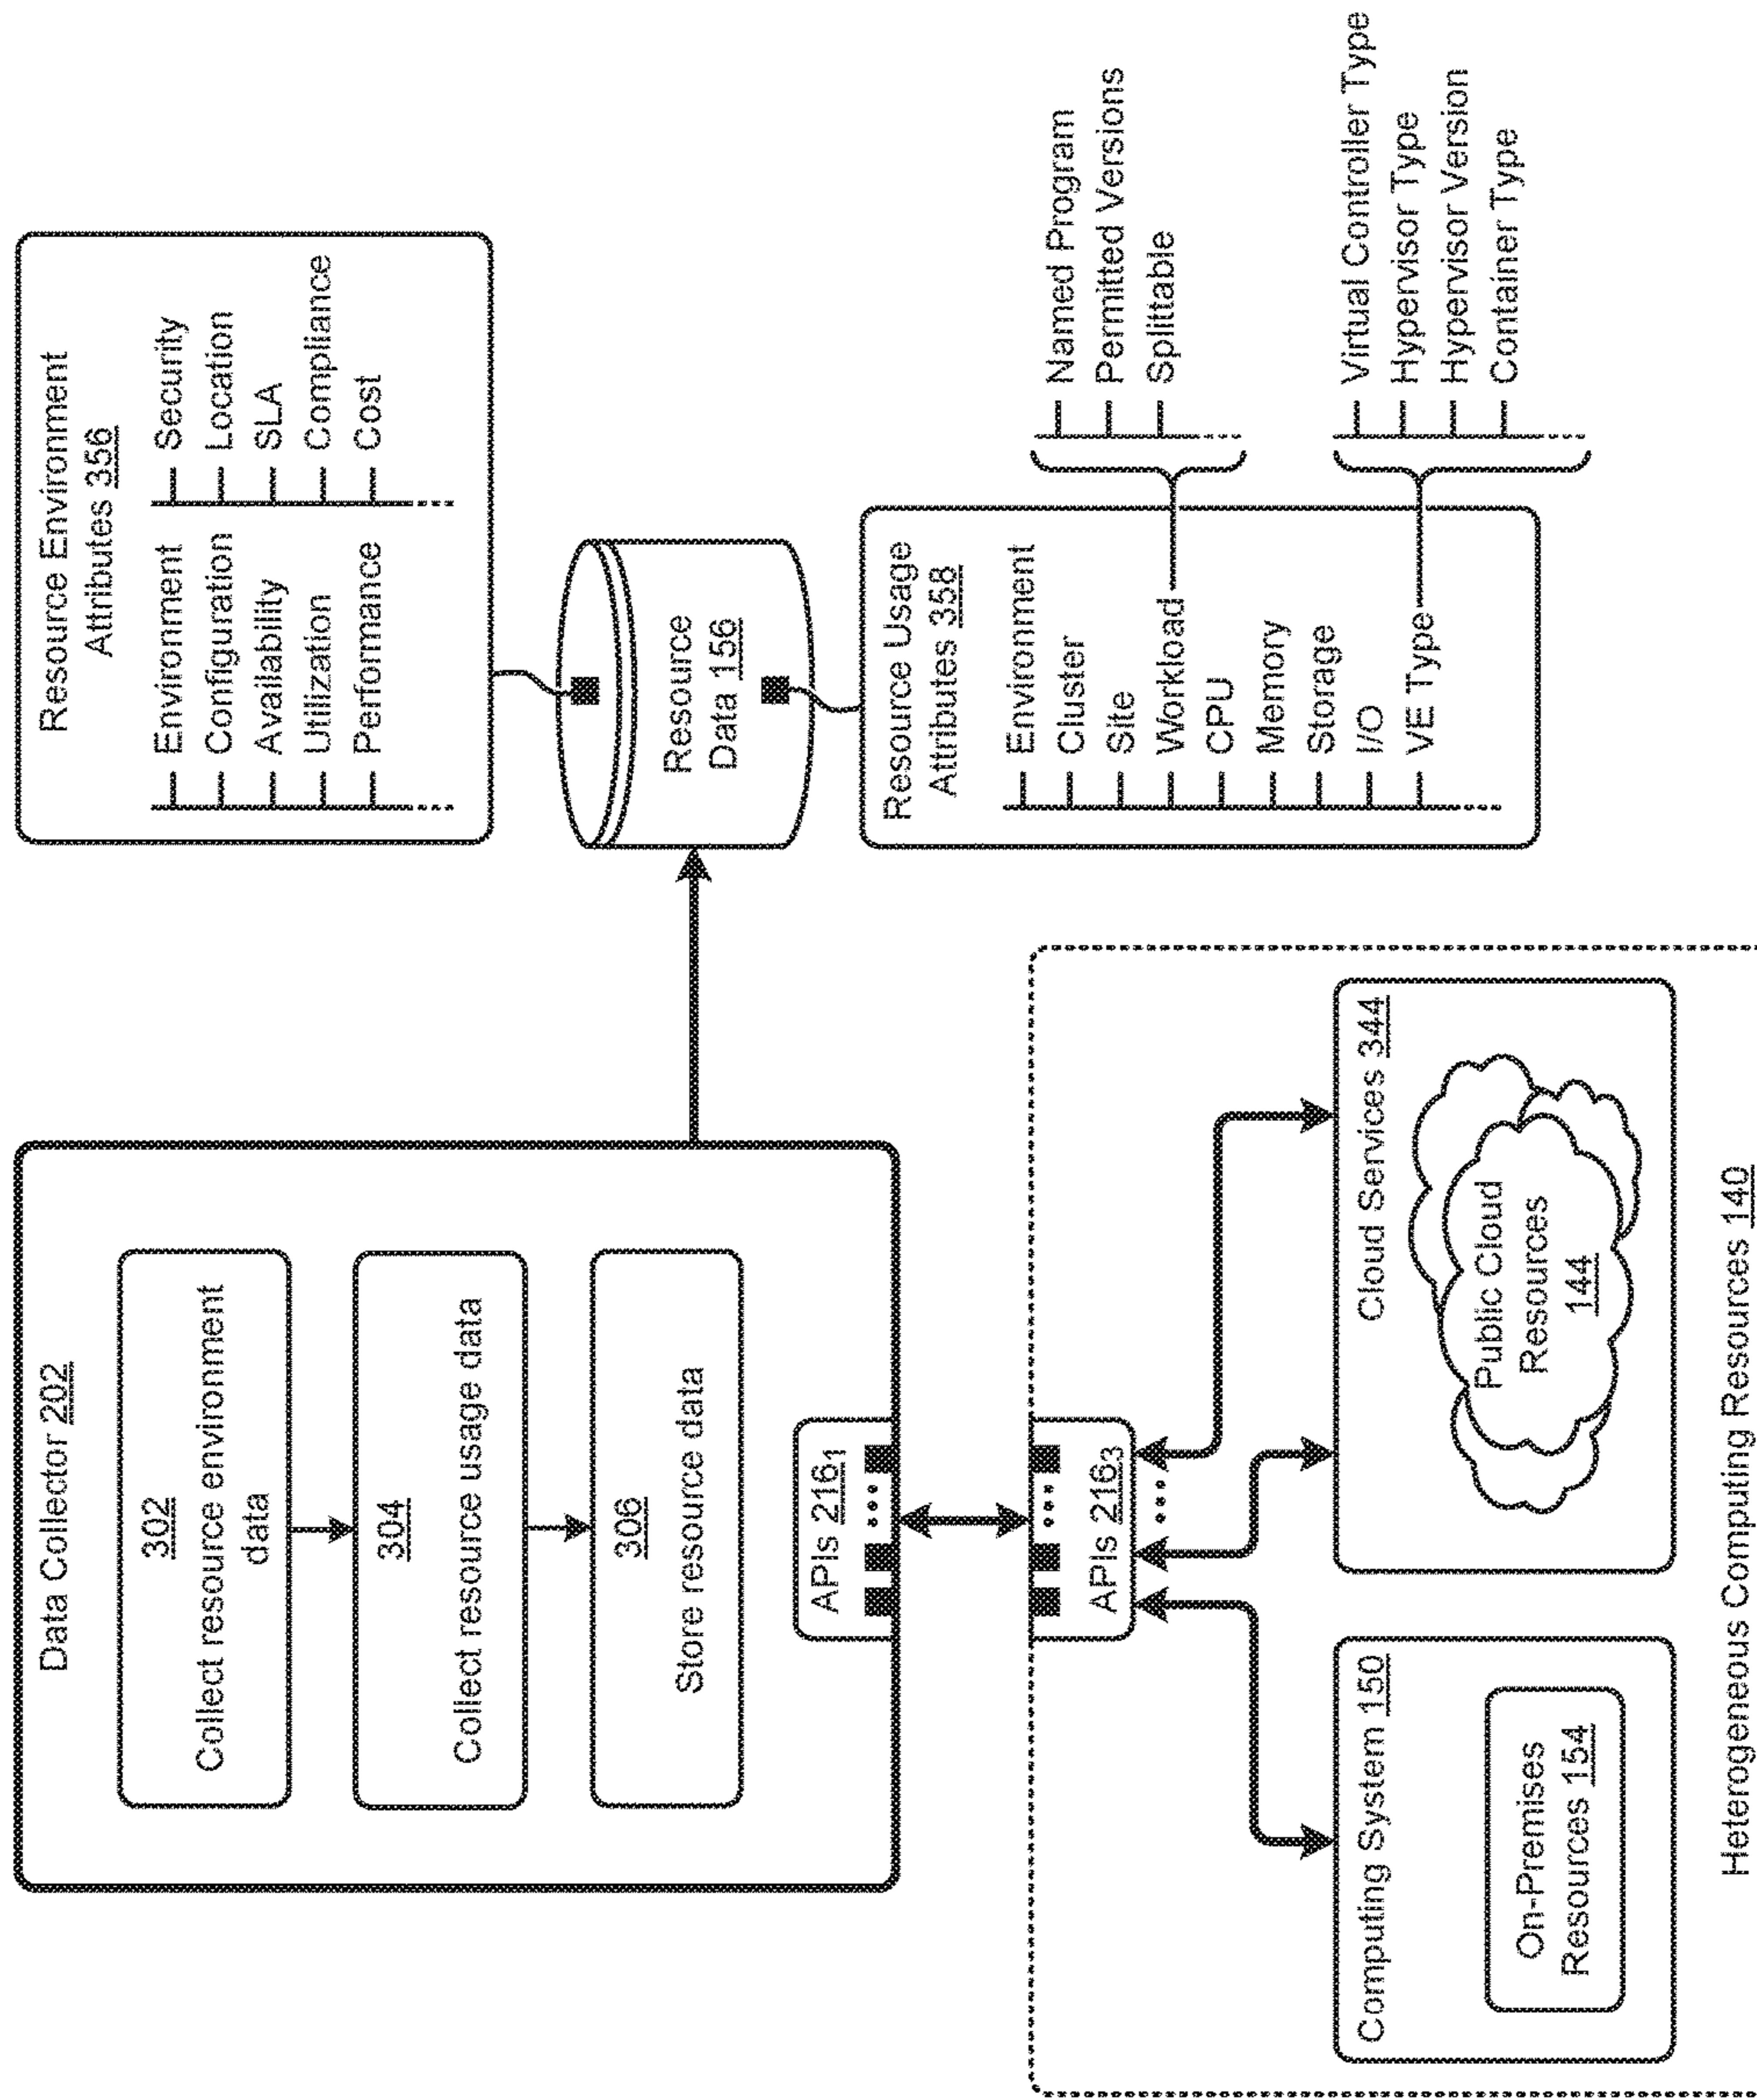 Data Collector 202
302
Collect resource environment
data
304
Collect resource usage data
306
Store resource data
APIs 216₁
...
Resource Environment
Attributes 356
Environment
Configuration
Availability
Utilization
Performance
Security
Location
SLA
Compliance
Cost
Resource
Data 156
Resource Usage
Attributes 358
Environment
Cluster
Site
Workload
CPU
Memory
Storage
I/O
VE Type
Named Program
Permitted Versions
Splittable
Virtual Controller Type
Hypervisor Type
Hypervisor Version
Container Type
...
APIs 216₃
...
Computing System 150
On-Premises
Resources 154
Cloud Services 344
Public Cloud
Resources
144
Heterogeneous Computing Resources 140